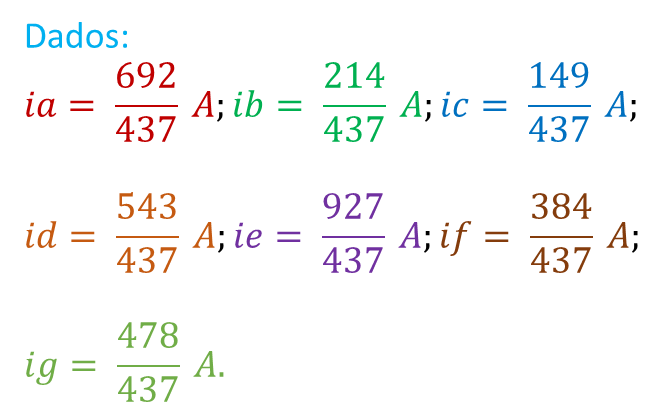 Dados:
ia = 692/437 A; ib = 214/437 A; ic = 149/437 A;
id = 543/437 A; ie = 927/437 A; if = 384/437 A;
ig = 478/437 A.